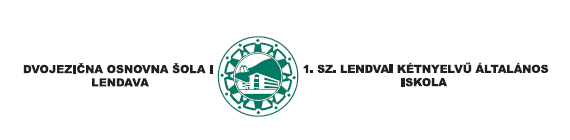 DVOJEZIČNA OSNOVNA ŠOLA I
LENDAVA
1. SZ. LENDVAI KÉTNYELVŰ ÁLTALÁNOS
ISKOLA